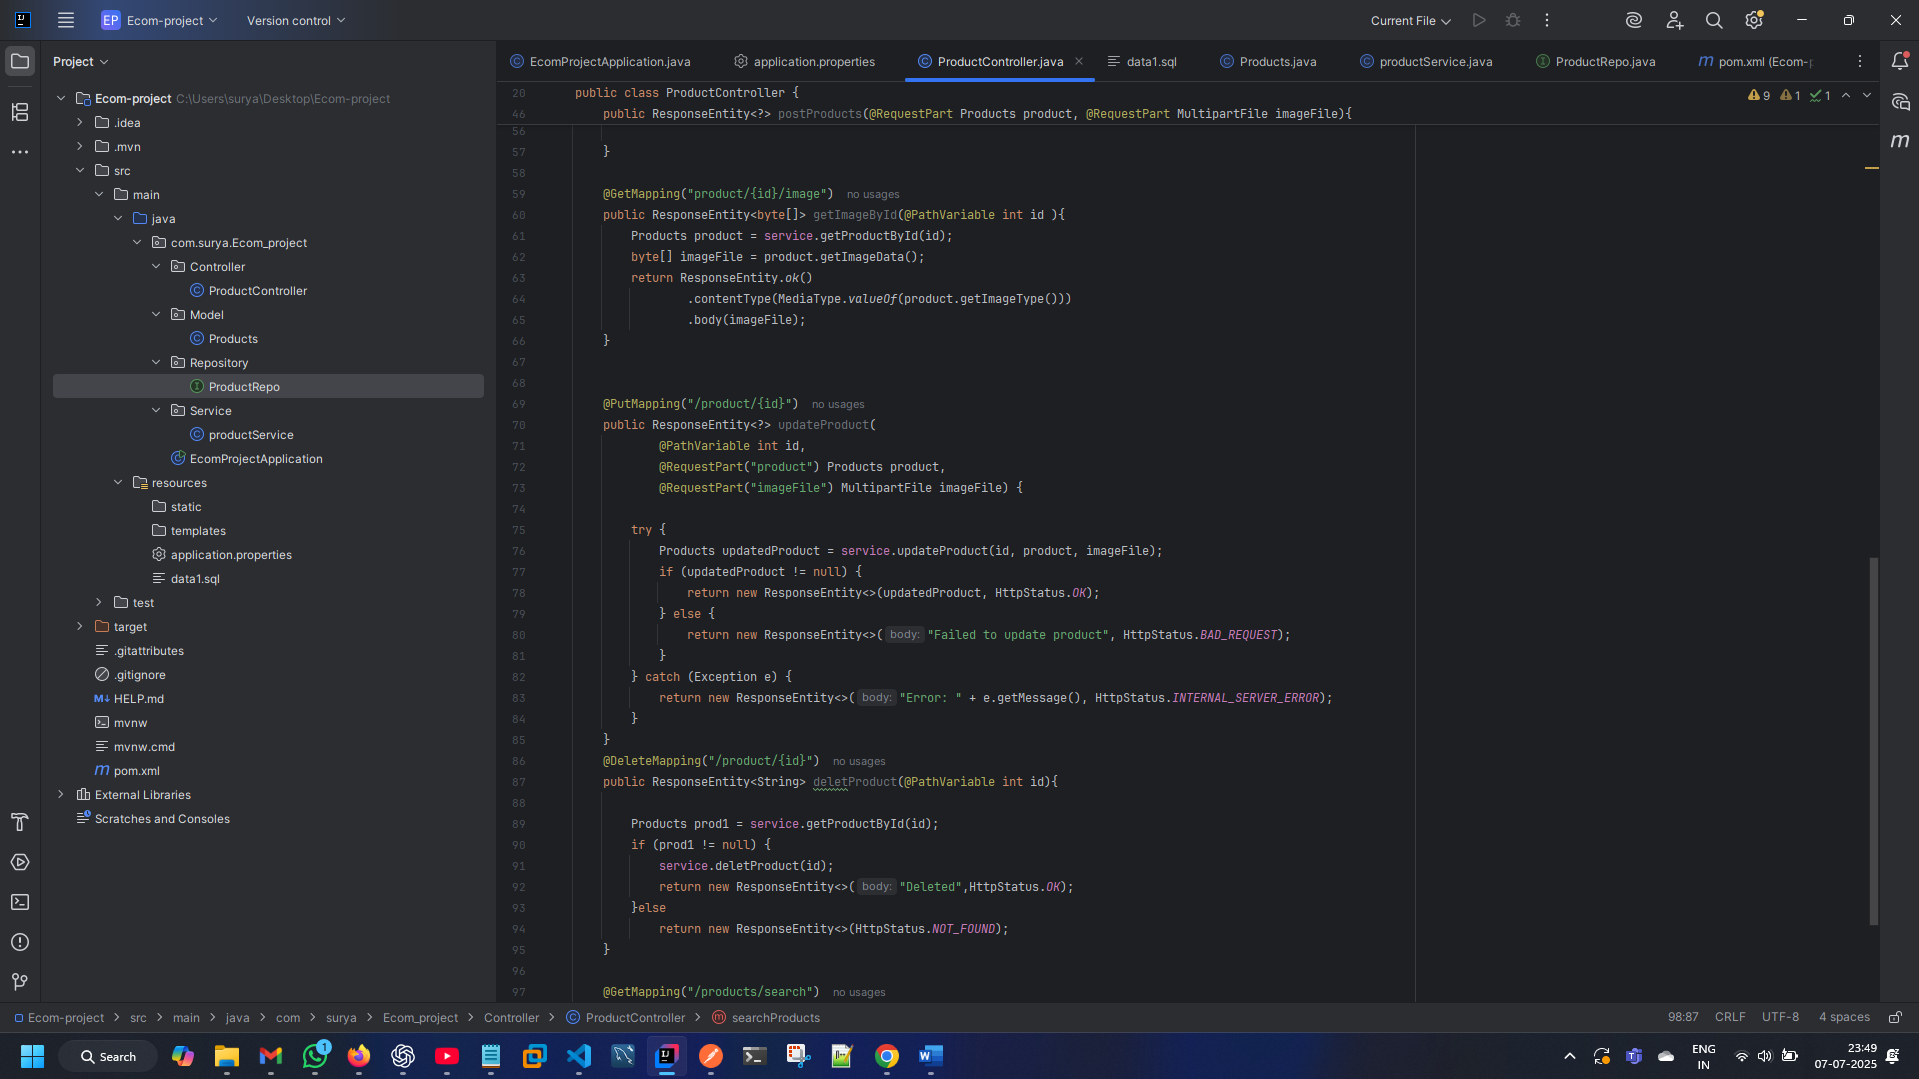 EP Ecom-project Version control Current File
Project
Ecom-project C:\Users\surya\Desktop\Ecom-project
.idea
.mvn
src
main
java
com.surya.Ecom_project
Controller
ProductController
Model
Products
Repository
ProductRepo
Service
productService
EcomProjectApplication
resources
static
templates
application.properties
data1.sql
test
target
.gitattributes
.gitignore
M↓ HELP.md
mvnw
mvnw.cmd
m pom.xml
External Libraries
Scratches and Consoles
EcomProjectApplication.java application.properties ProductController.java data1.sql Products.java productService.java ProductRepo.java pom.xml (Ecom-p
9 1 1
20 public class ProductController {
46 public ResponseEntity<?> postProducts(@RequestPart Products product, @RequestPart MultipartFile imageFile){
56
57 }
58
59 @GetMapping("product/{id}/image") no usages
60 public ResponseEntity<byte[]> getImageById(@PathVariable int id ){
61 Products product = service.getProductById(id);
62 byte[] imageFile = product.getImageData();
63 return ResponseEntity.ok()
64 .contentType(MediaType.valueOf(product.getImageType()))
65 .body(imageFile);
66 }
67
68
69 @PutMapping("/product/{id}") no usages
70 public ResponseEntity<?> updateProduct(
71 @PathVariable int id,
72 @RequestPart("product") Products product,
73 @RequestPart("imageFile") MultipartFile imageFile) {
74
75 try {
76 Products updatedProduct = service.updateProduct(id, product, imageFile);
77 if (updatedProduct != null) {
78 return new ResponseEntity<>(updatedProduct, HttpStatus.OK);
79 } else {
80 return new ResponseEntity<>( body: "Failed to update product", HttpStatus.BAD_REQUEST);
81 }
82 } catch (Exception e) {
83 return new ResponseEntity<>( body: "Error: " + e.getMessage(), HttpStatus.INTERNAL_SERVER_ERROR);
84 }
85 }
86 @DeleteMapping("/product/{id}") no usages
87 public ResponseEntity<String> deletProduct(@PathVariable int id){
88
89 Products prod1 = service.getProductById(id);
90 if (prod1 != null) {
91 service.deletProduct(id);
92 return new ResponseEntity<>( body: "Deleted",HttpStatus.OK);
93 }else
94 return new ResponseEntity<>(HttpStatus.NOT_FOUND);
95 }
96
97 @GetMapping("/products/search") no usages
Ecom-project > src > main > java > com > surya > Ecom_project > Controller > ProductController > searchProducts 98:87 CRLF UTF-8 4 spaces
Search 1 ENG IN 23:49 07-07-2025